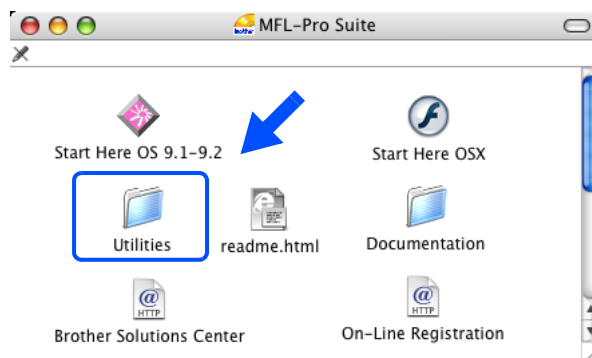 MFL-Pro Suite
Start Here OS 9.1-9.2
Start Here OSX
Utilities
readme.html
Documentation
HTTP
HTTP
Brother Solutions Center
On-Line Registration